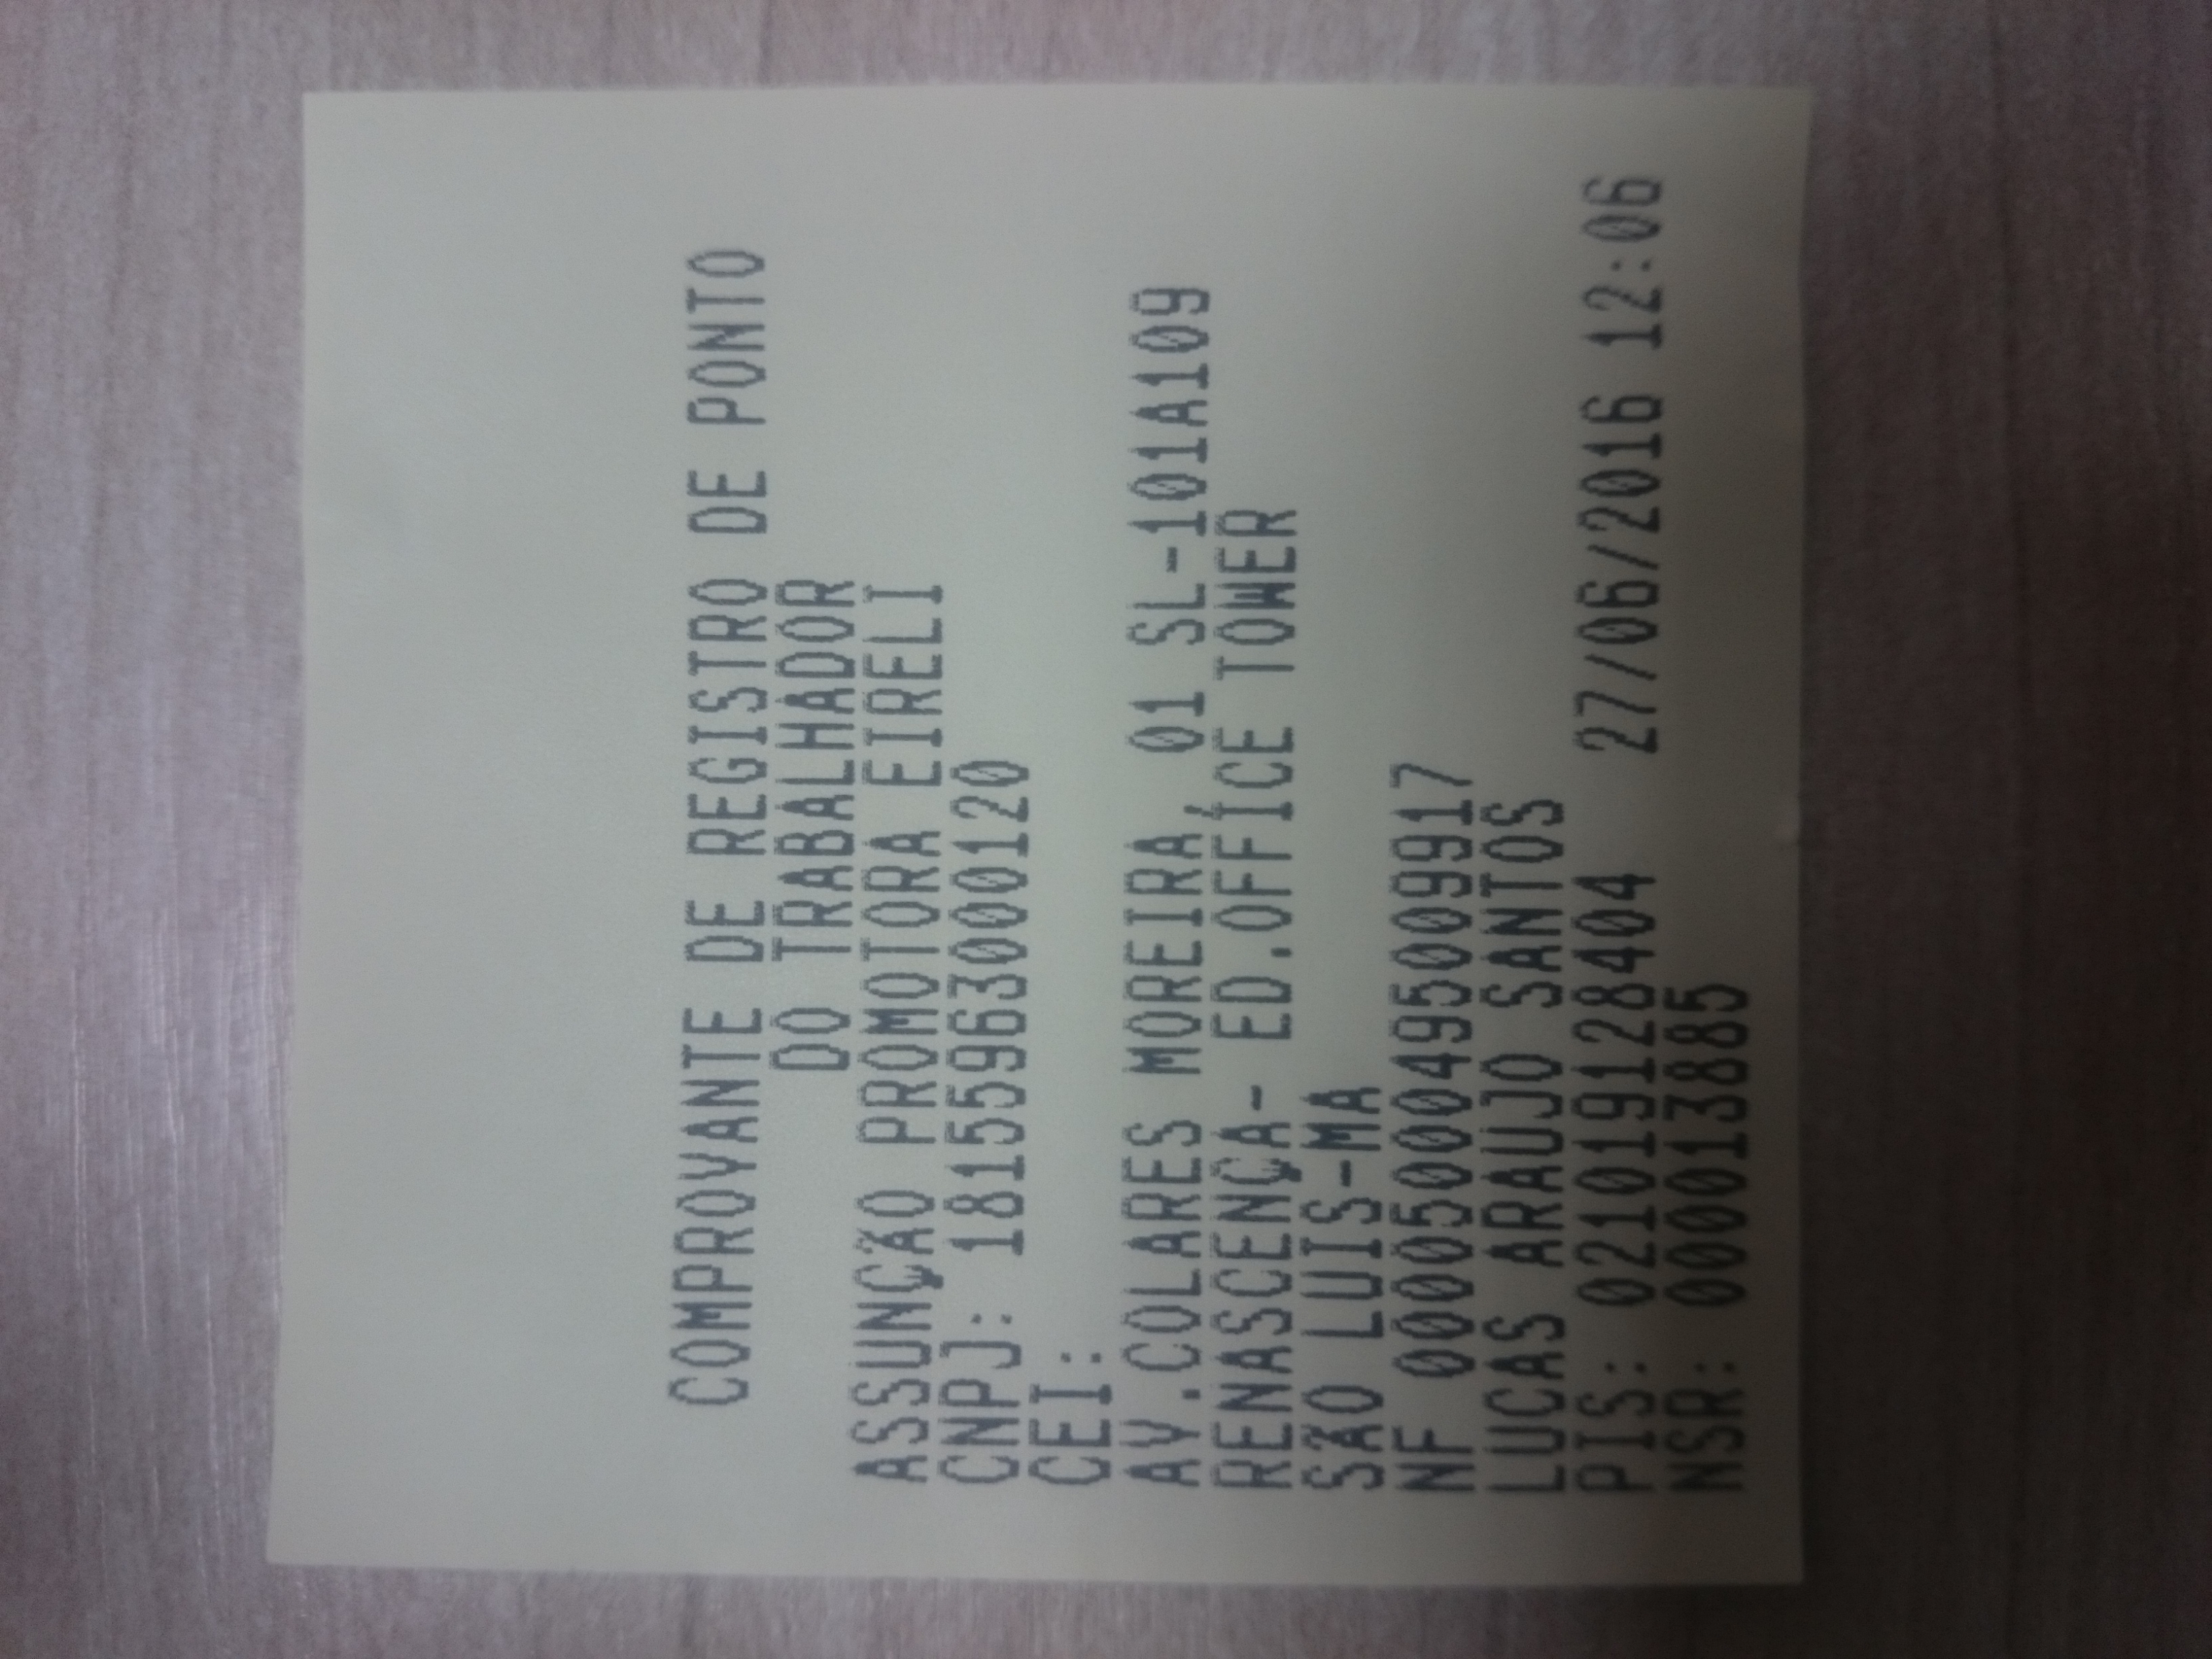 COMPROVANTE DE REGISTRO DE PONTO
DO TRABALHADOR
ASSUNÇÃO PROMOTORA EIRELI
CNPJ: 18155963000120
CEI:
AV.COLARES MOREIRA, 01 SL-101A109
RENASCENÇA- ED.OFFÍCE TOWER
SÃO LUIS-MA
NF 00050004950009917
LUCAS ARAUJO SANTOS
PIS: 021019128404 27/06/2016 12:06
NSR: 000013885